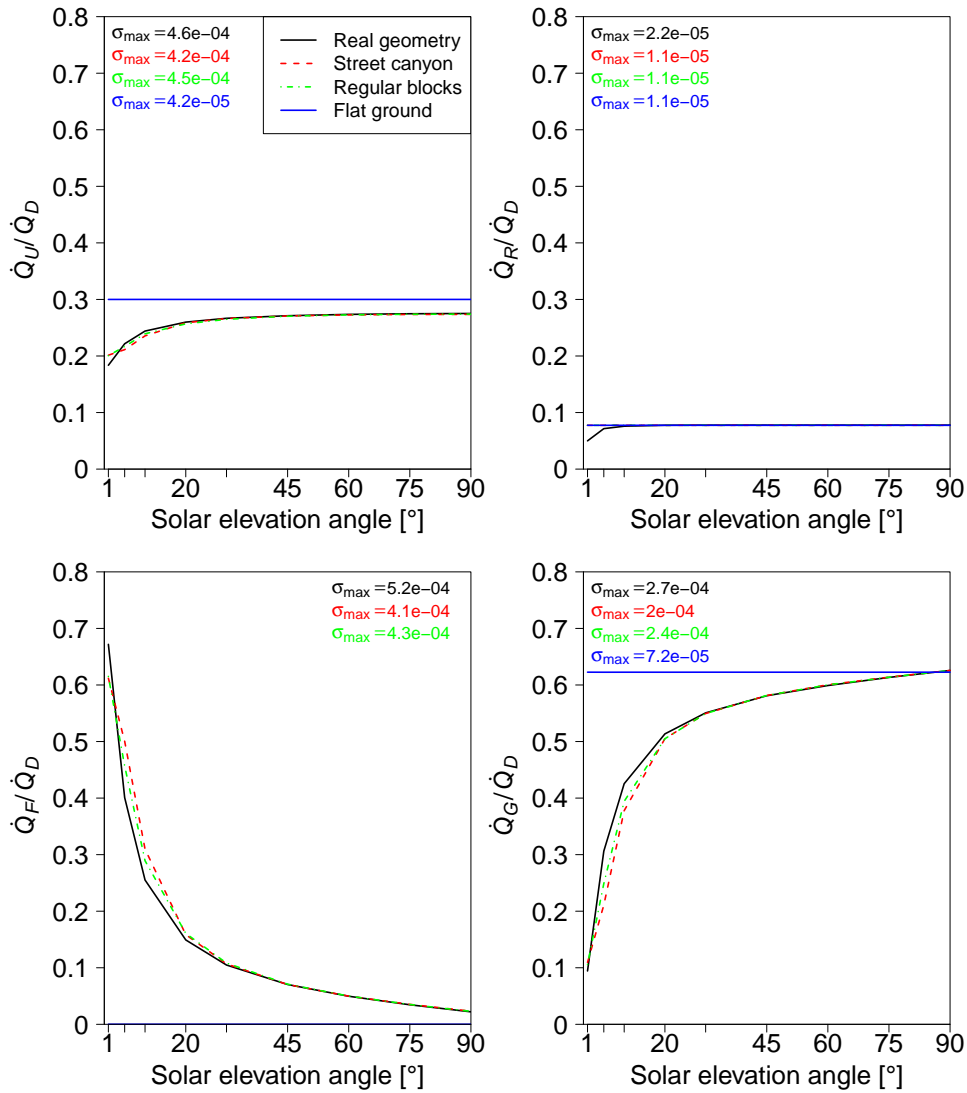 σmax = 4.6e−04
σmax = 4.2e−04
σmax = 4.5e−04
σmax = 4.2e−05
Real geometry
Street canyon
Regular blocks
Flat ground
0.8
0.7
0.6
0.5
0.4
0.3
0.2
0.1
0
Q̇U / Q̇D
1 20 45 60 75 90
Solar elevation angle [°]
σmax = 2.2e−05
σmax = 1.1e−05
σmax = 1.1e−05
σmax = 1.1e−05
0.8
0.7
0.6
0.5
0.4
0.3
0.2
0.1
0
Q̇R / Q̇D
1 20 45 60 75 90
Solar elevation angle [°]
σmax = 5.2e−04
σmax = 4.1e−04
σmax = 4.3e−04
0.8
0.7
0.6
0.5
0.4
0.3
0.2
0.1
0
Q̇F / Q̇D
1 20 45 60 75 90
Solar elevation angle [°]
σmax = 2.7e−04
σmax = 2e−04
σmax = 2.4e−04
σmax = 7.2e−05
0.8
0.7
0.6
0.5
0.4
0.3
0.2
0.1
0
Q̇G / Q̇D
1 20 45 60 75 90
Solar elevation angle [°]